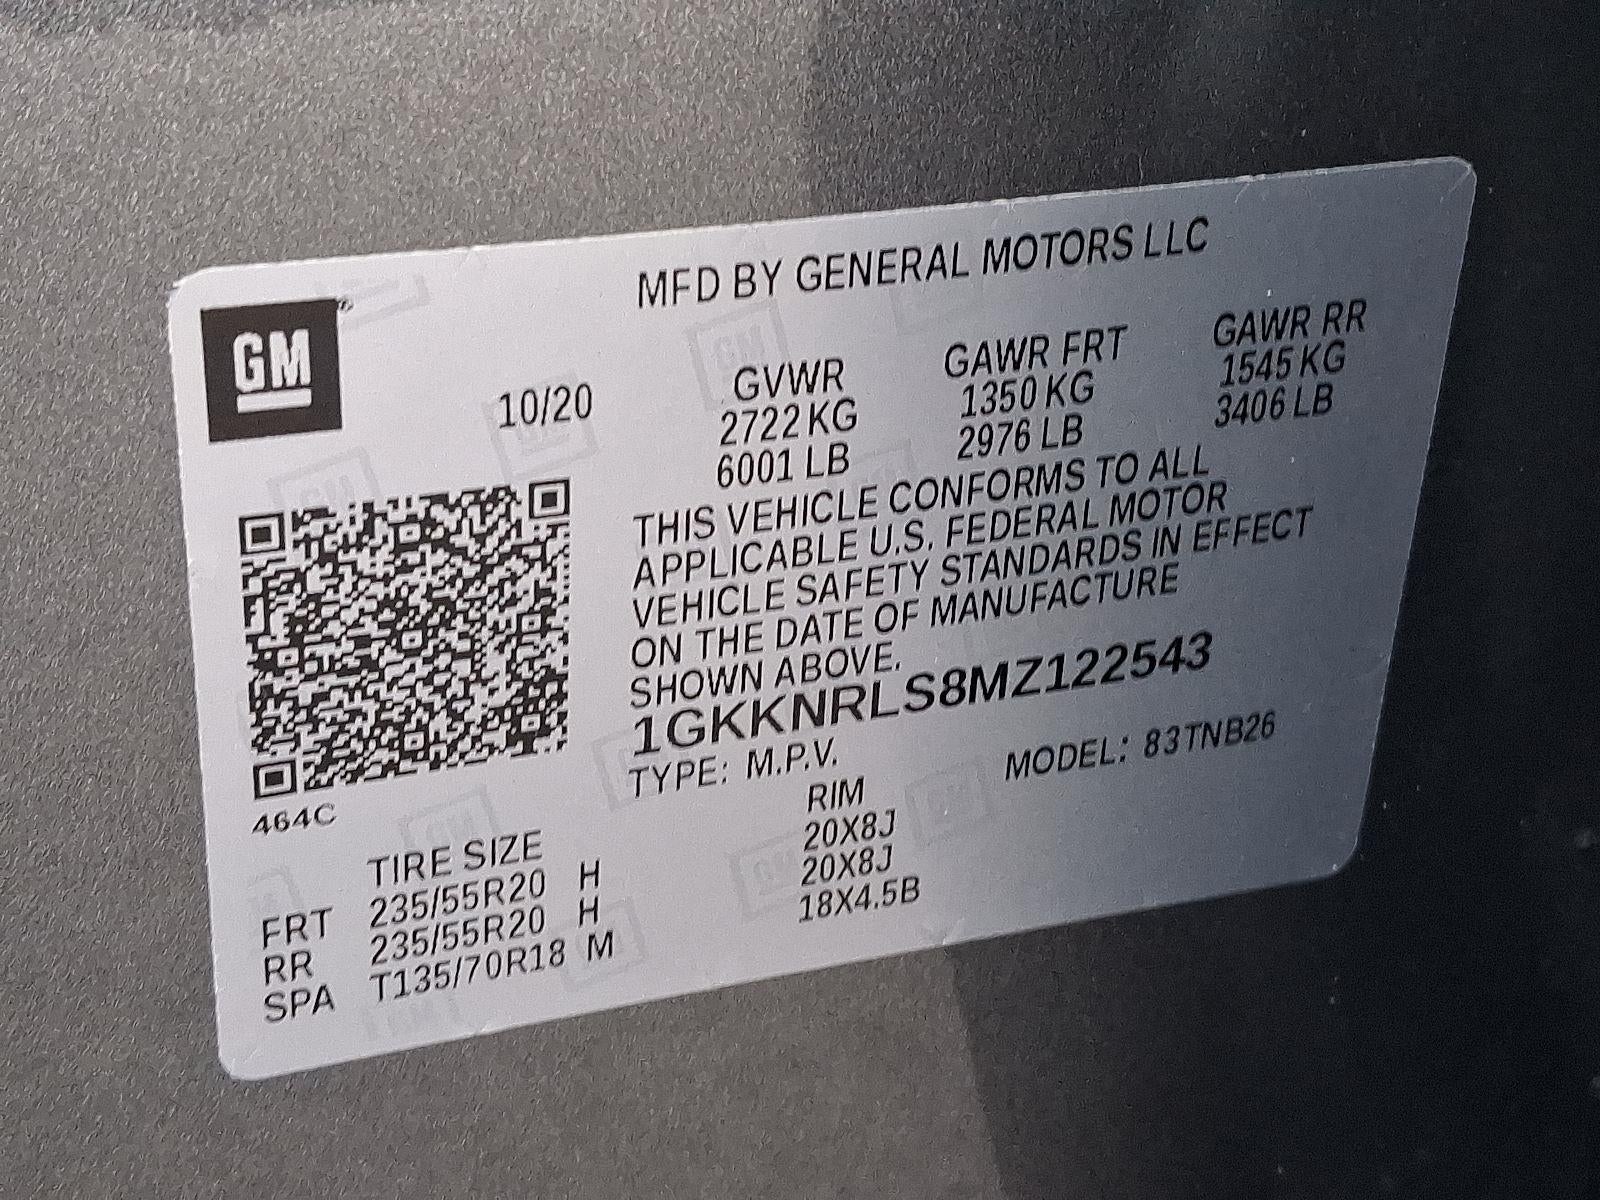 MFD BY GENERAL MOTORS LLC
GM
10/20
GVWR GAWR FRT GAWR RR
2722 KG 1350 KG 1545 KG
6001 LB 2976 LB 3406 LB
THIS VEHICLE CONFORMS TO ALL
APPLICABLE U.S. FEDERAL MOTOR
VEHICLE SAFETY STANDARDS IN EFFECT
ON THE DATE OF MANUFACTURE
SHOWN ABOVE.
1GKKNRLS8MZ122543
TYPE: M.P.V. MODEL: 83TNB26
464C
TIRE SIZE RIM
FRT 235/55R20 H 20X8J
RR 235/55R20 H 20X8J
SPA T135/70R18 M 18X4.5B